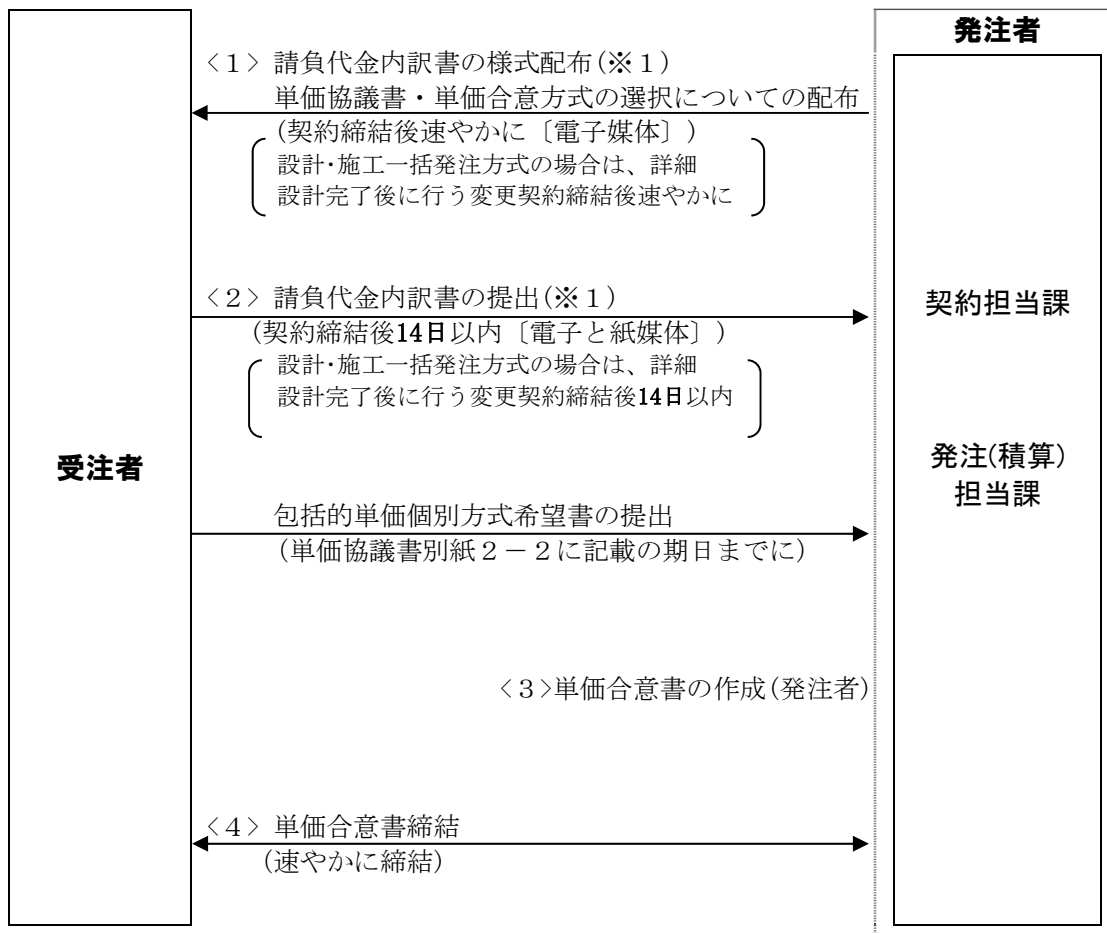 発注者
<1> 請負代金内訳書の様式配布(※1)
単価協議書・単価合意方式の選択についての配布
(契約締結後速やかに〔電子媒体〕)
設計・施工一括発注方式の場合は、詳細
設計完了後に行う変更契約締結後速やかに
<2> 請負代金内訳書の提出(※1)
(契約締結後14日以内〔電子と紙媒体〕)
設計・施工一括発注方式の場合は、詳細
設計完了後に行う変更契約締結後14日以内
契約担当課
受注者
発注(積算)
担当課
包括的単価個別方式希望書の提出
(単価協議書別紙2-2に記載の期日までに)
<3>単価合意書の作成(発注者)
<4> 単価合意書締結
(速やかに締結)